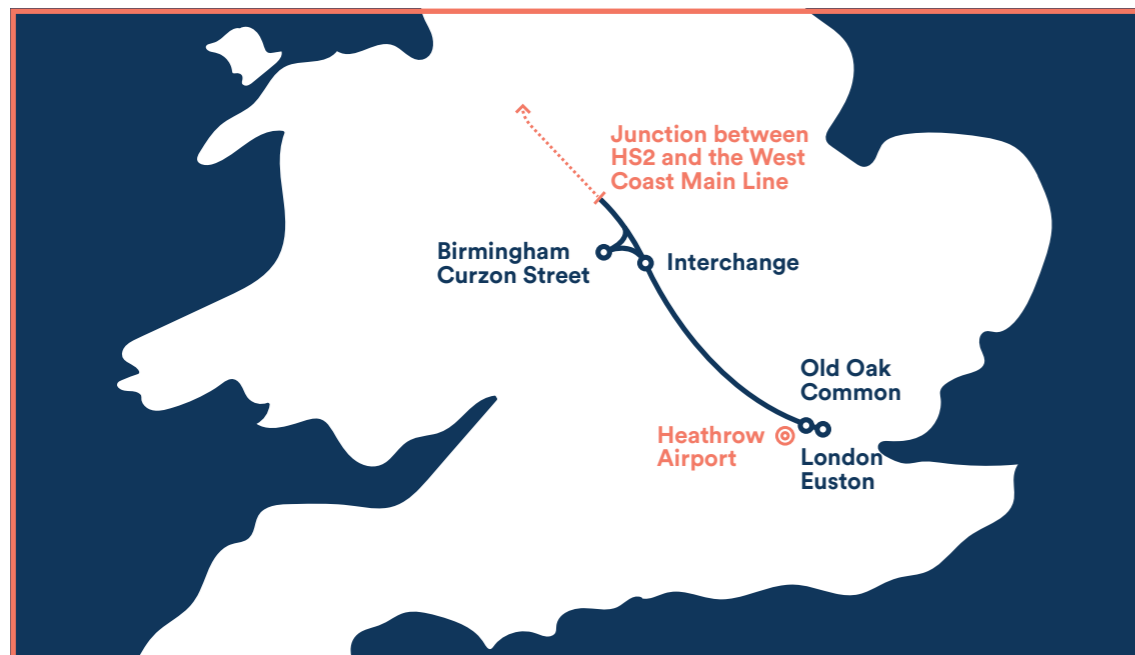 Junction between
HS2 and the West
Coast Main Line
Birmingham
Curzon Street
Interchange
Old Oak
Common
Heathrow
Airport
London
Euston